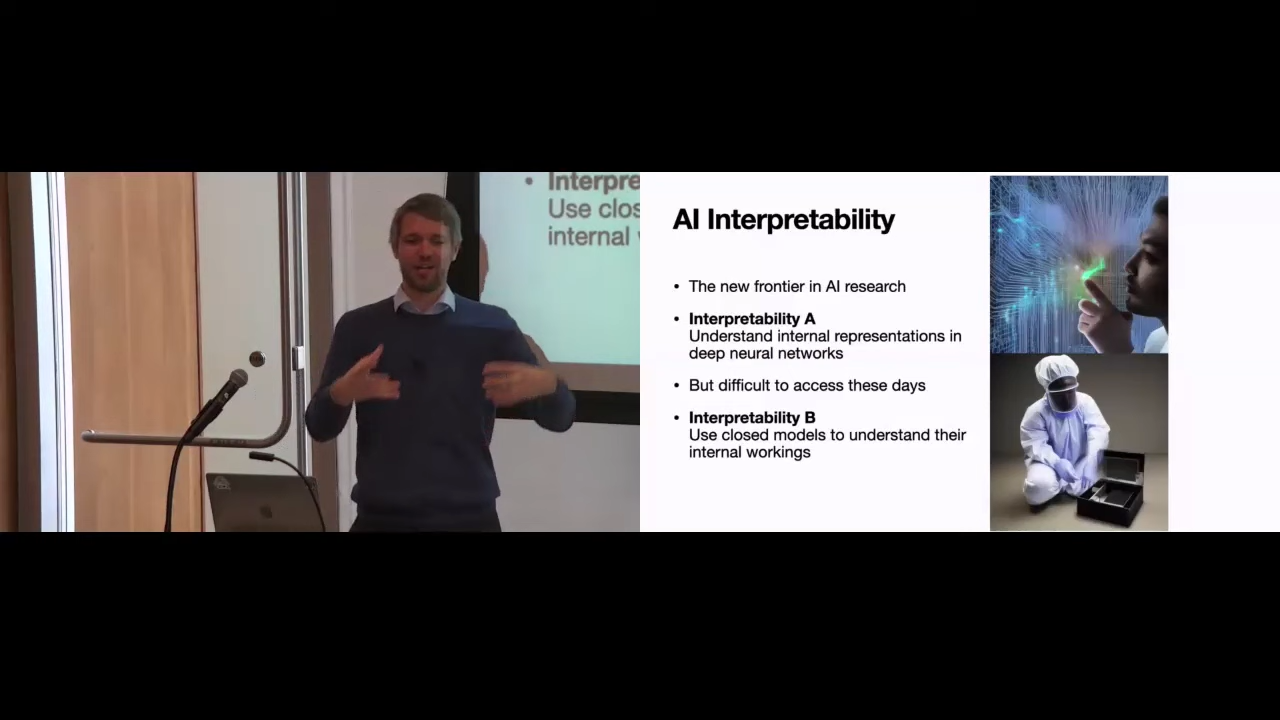 Interpre
Use clos
internal
AI Interpretability
• The new frontier in AI research
• Interpretability A
Understand internal representations in
deep neural networks
• But difficult to access these days
• Interpretability B
Use closed models to understand their
internal workings